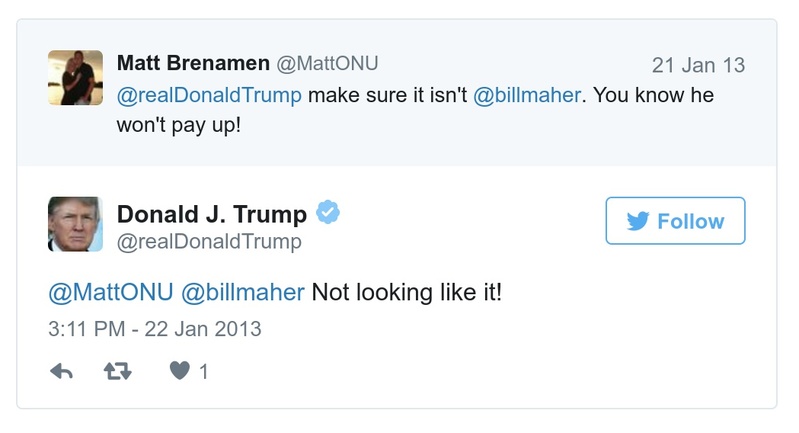 Matt Brenamen @MattONU 21 Jan 13
@realDonaldTrump make sure it isn't @billmaher. You know he
won't pay up!
Donald J. Trump
@realDonaldTrump
Follow
@MattONU @billmaher Not looking like it!
3:11 PM - 22 Jan 2013
1